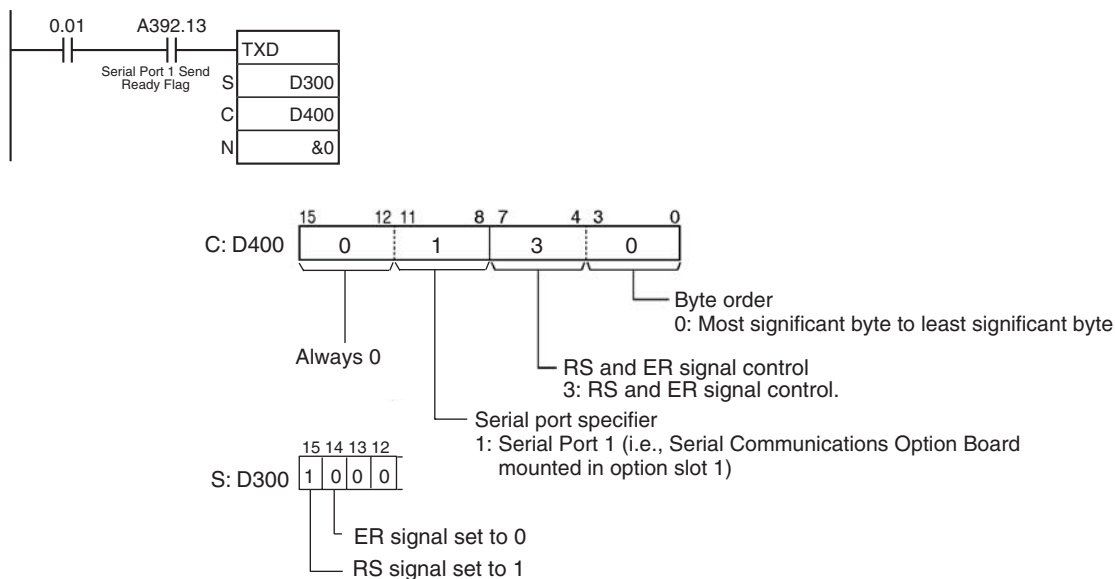 0.01 A392.13
TXD
Serial Port 1 Send
Ready Flag
S D300
C D400
N &0
15 12 11 8 7 4 3 0
C: D400 0 1 3 0
Byte order
0: Most significant byte to least significant byte
Always 0
RS and ER signal control
3: RS and ER signal control.
Serial port specifier
1: Serial Port 1 (i.e., Serial Communications Option Board
mounted in option slot 1)
15 14 13 12
S: D300 1 0 0 0
ER signal set to 0
RS signal set to 1